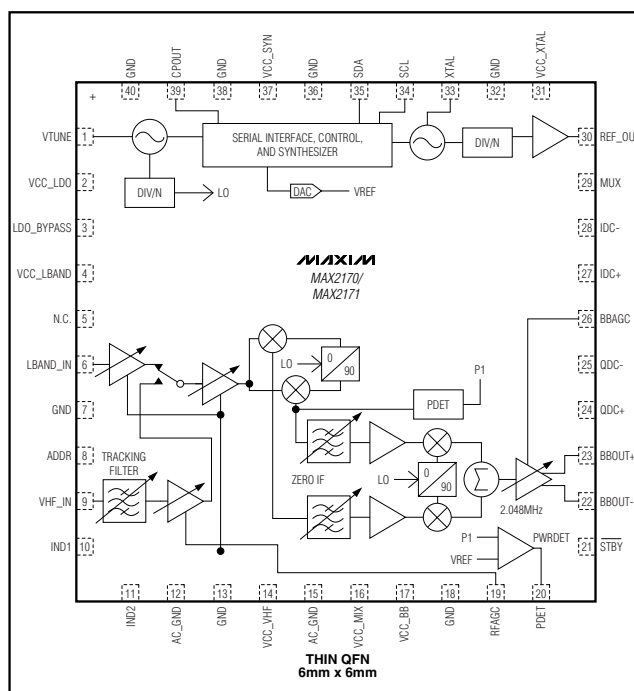 GND
CPOUT
GND
VCC_SYN
GND
SDA
SCL
XTAL
GND
VCC_XTAL
40
39
38
37
36
35
34
33
32
31
+
VTUNE
1
SERIAL INTERFACE, CONTROL,
AND SYNTHESIZER
DIV/N
30
REF_OU
VCC_LDO
2
DIV/N
LO
DAC
VREF
29
MUX
LDO_BYPASS
3
28
IDC-
VCC_LBAND
4
MAXIM
MAX2170/
MAX2171
27
IDC+
N.C.
5
26
BBAGC
LBAND_IN
6
LO
0
90
25
QDC-
GND
7
PDET
P1
24
QDC+
ADDR
8
TRACKING
FILTER
ZERO IF
LO
0
90
Σ
23
BBOUT+
VHF_IN
9
2.048MHz
22
BBOUT-
IND1
10
P1
VREF
PWRDET
21
STBY
11
12
13
14
15
16
17
18
19
20
IND2
AC_GND
GND
VCC_VHF
AC_GND
VCC_MIX
VCC_BB
GND
RFAGC
PDET
THIN QFN
6mm x 6mm